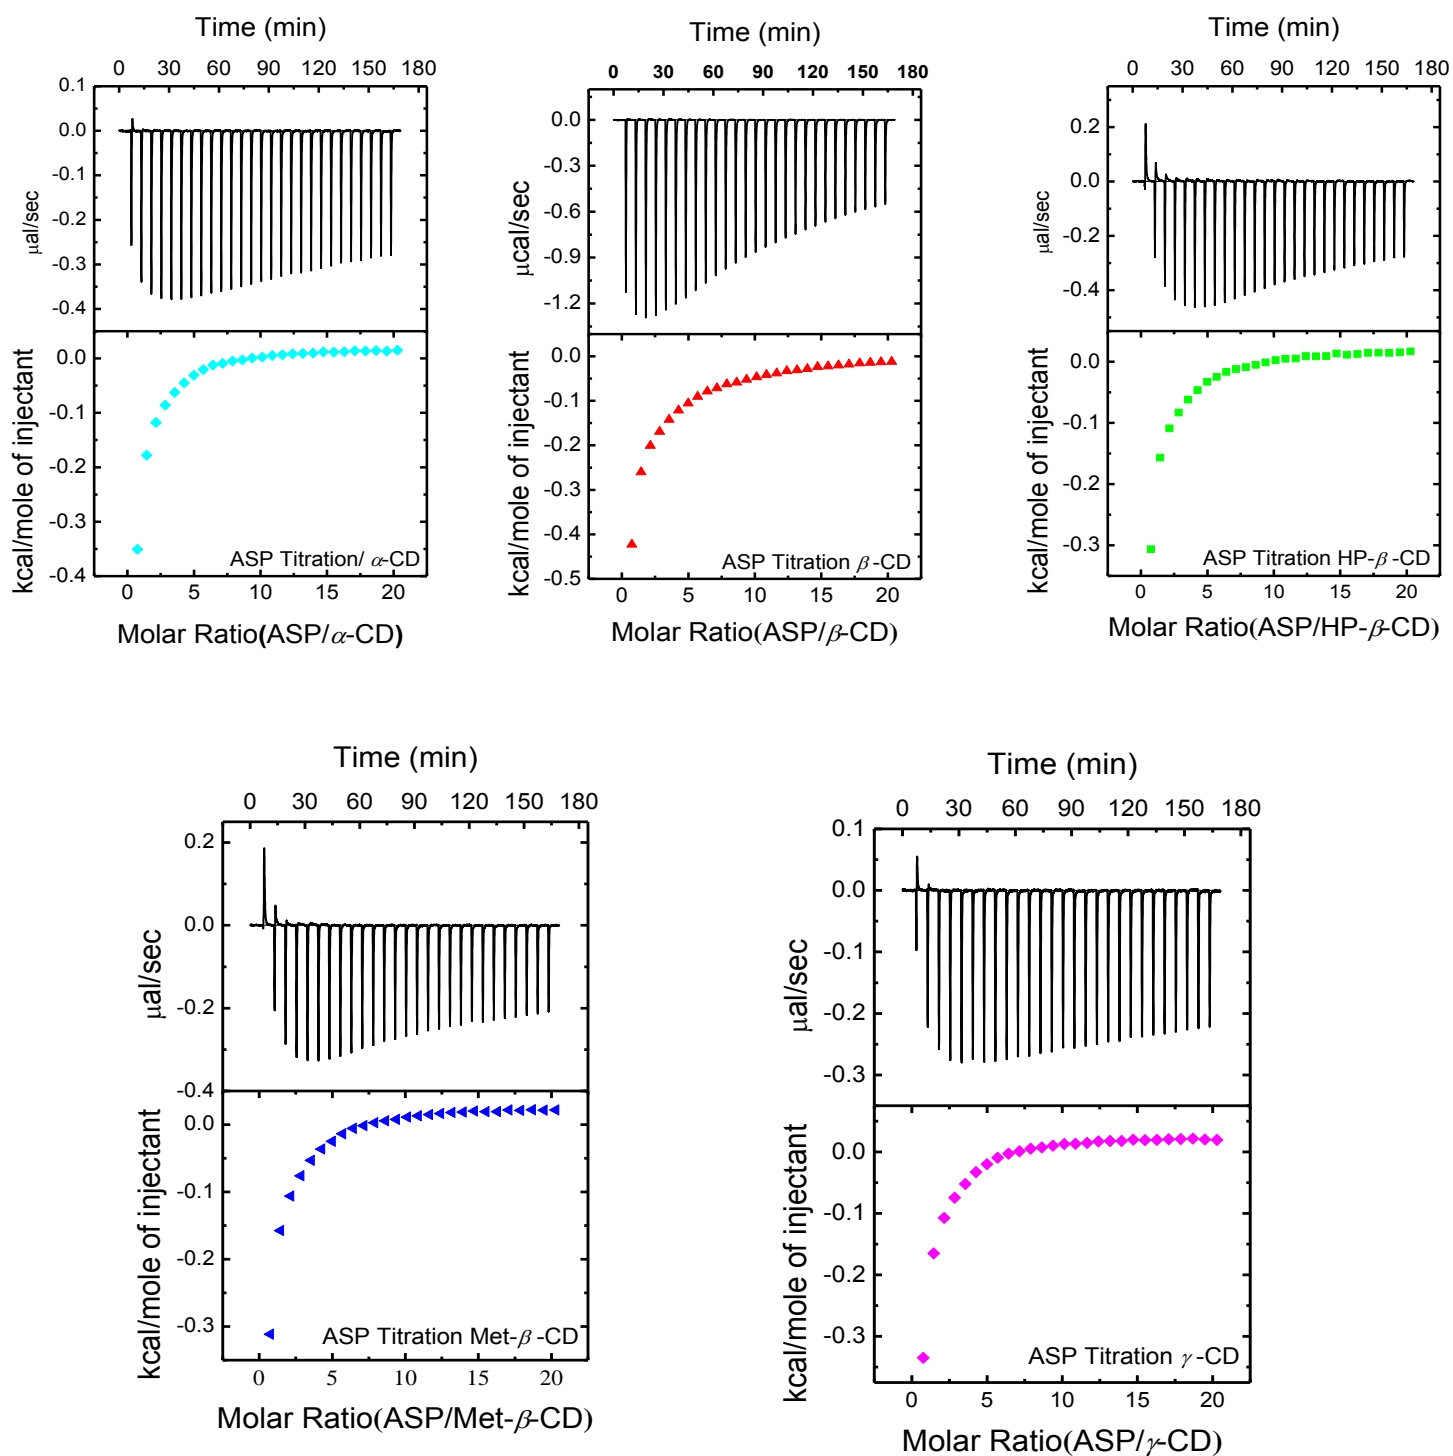 Time (min)
0 30 60 90 120 150 180
0.1
0.0
-0.1
-0.2
-0.3
-0.4
μal/sec
0.0
-0.1
-0.2
-0.3
-0.4
kcal/mole of injectant
ASP Titration/ α-CD
0 5 10 15 20
Molar Ratio(ASP/α-CD)
Time (min)
0 30 60 90 120 150 180
0.0
-0.3
-0.6
-0.9
-1.2
μcal/sec
0.0
-0.1
-0.2
-0.3
-0.4
-0.5
kcal/mole of injectant
ASP Titration β -CD
0 5 10 15 20
Molar Ratio(ASP/β-CD)
Time (min)
0 30 60 90 120 150 180
0.2
0.0
-0.2
-0.4
μal/sec
0.0
-0.1
-0.2
-0.3
kcal/mole of injectant
ASP Titration HP-β -CD
0 5 10 15 20
Molar Ratio(ASP/HP-β-CD)
Time (min)
0 30 60 90 120 150 180
0.2
0.0
-0.2
-0.4
μal/sec
0.0
-0.1
-0.2
-0.3
kcal/mole of injectant
ASP Titration Met-β -CD
0 5 10 15 20
Molar Ratio(ASP/Met-β-CD)
Time (min)
0 30 60 90 120 150 180
0.1
0.0
-0.1
-0.2
-0.3
μal/sec
0.0
-0.1
-0.2
-0.3
kcal/mole of injectant
ASP Titration γ -CD
0 5 10 15 20
Molar Ratio(ASP/γ-CD)